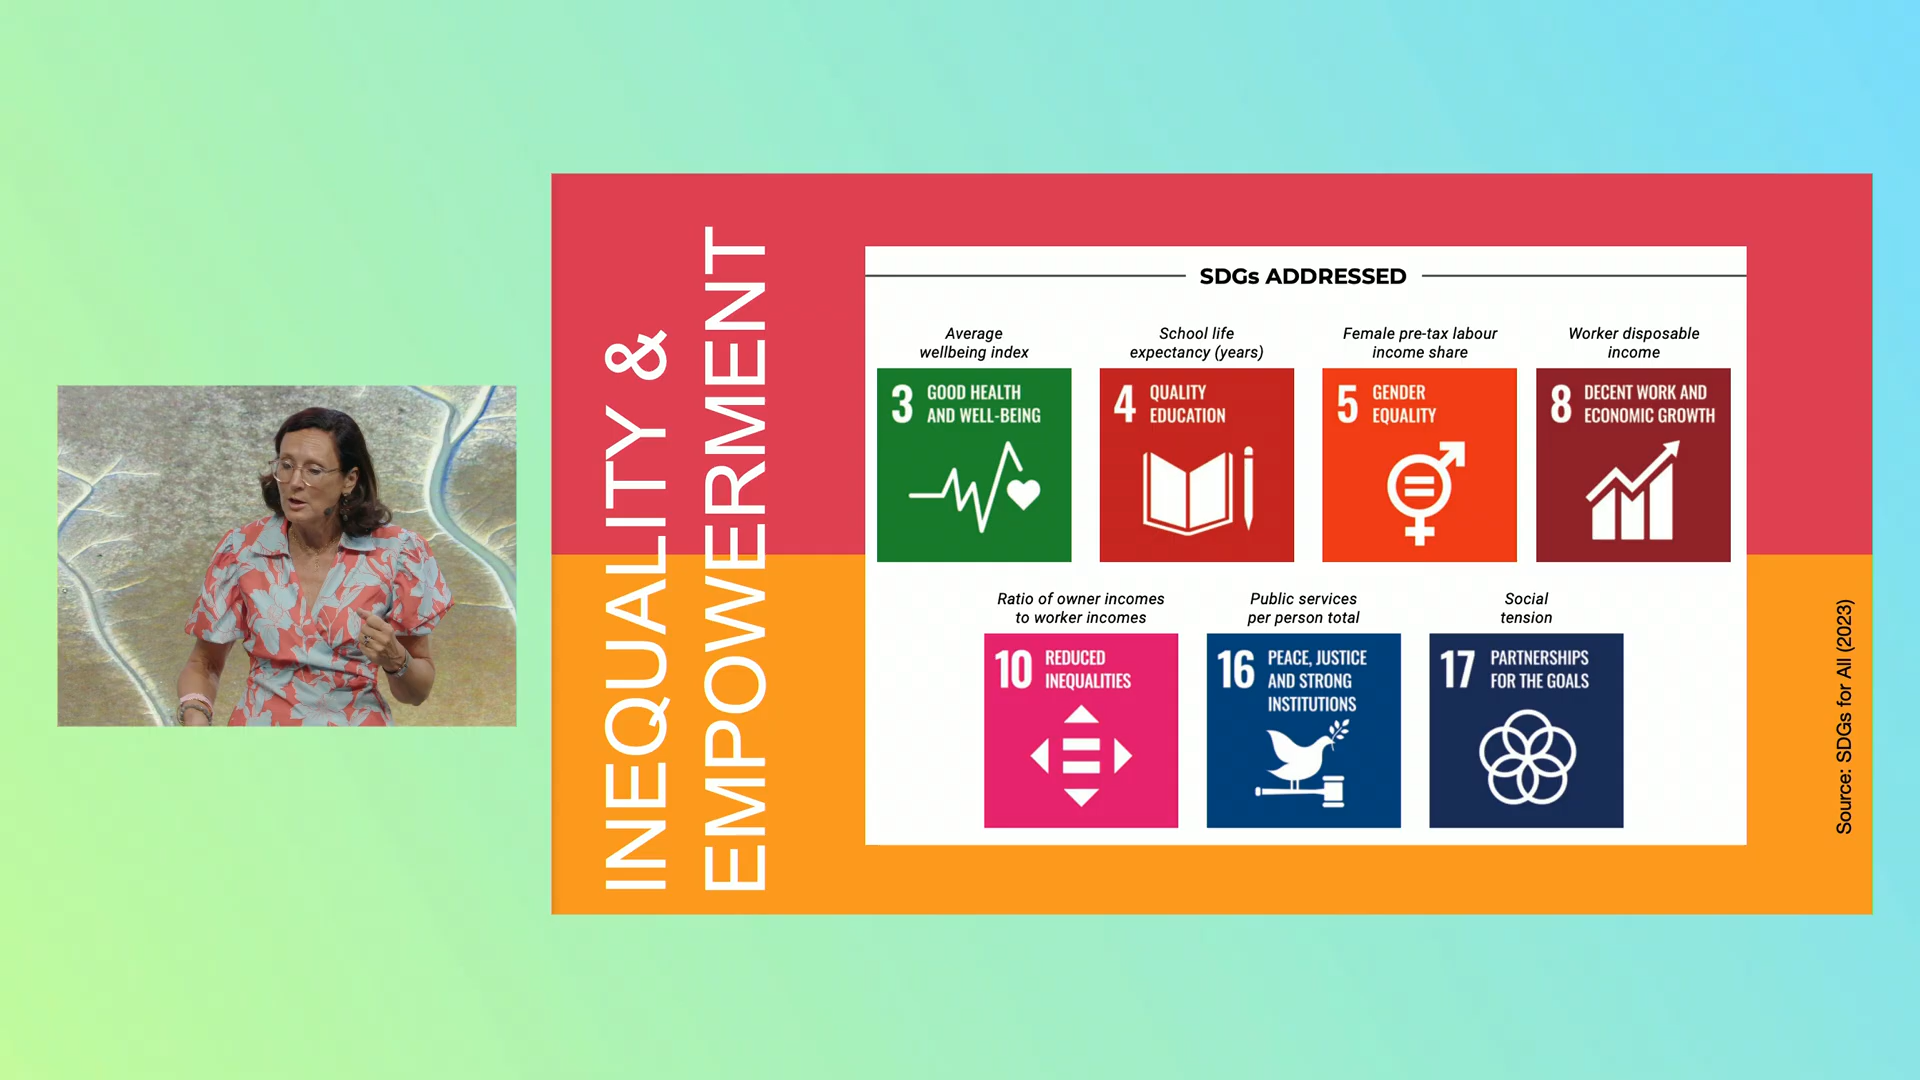 INEQUALITY &
EMPOWERMENT
SDGs ADDRESSED
Average
wellbeing index
School life
expectancy (years)
Female pre-tax labour
income share
Worker disposable
income
3 GOOD HEALTH
AND WELL-BEING
4 QUALITY
EDUCATION
5 GENDER
EQUALITY
8 DECENT WORK AND
ECONOMIC GROWTH
Ratio of owner incomes
to worker incomes
Public services
per person total
Social
tension
10 REDUCED
INEQUALITIES
16 PEACE, JUSTICE
AND STRONG
INSTITUTIONS
17 PARTNERSHIPS
FOR THE GOALS
Source: SDGs for All (2023)